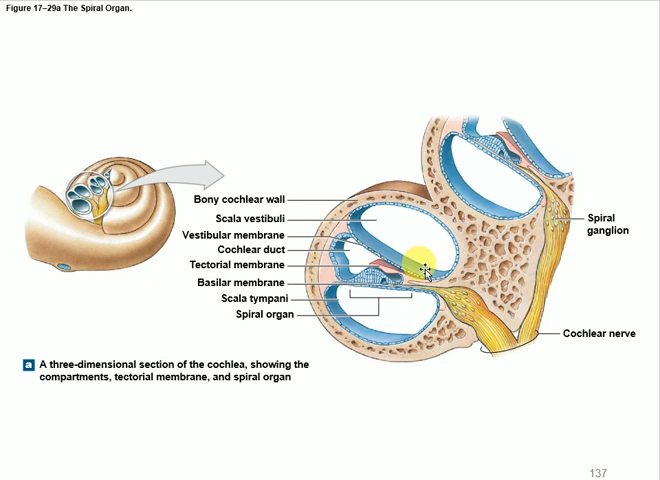 Figure 17–29a The Spiral Organ.
Bony cochlear wall
Scala vestibuli
Vestibular membrane
Cochlear duct
Tectorial membrane
Basilar membrane
Scala tympani
Spiral organ
Spiral
ganglion
Cochlear nerve
a A three-dimensional section of the cochlea, showing the
compartments, tectorial membrane, and spiral organ
137